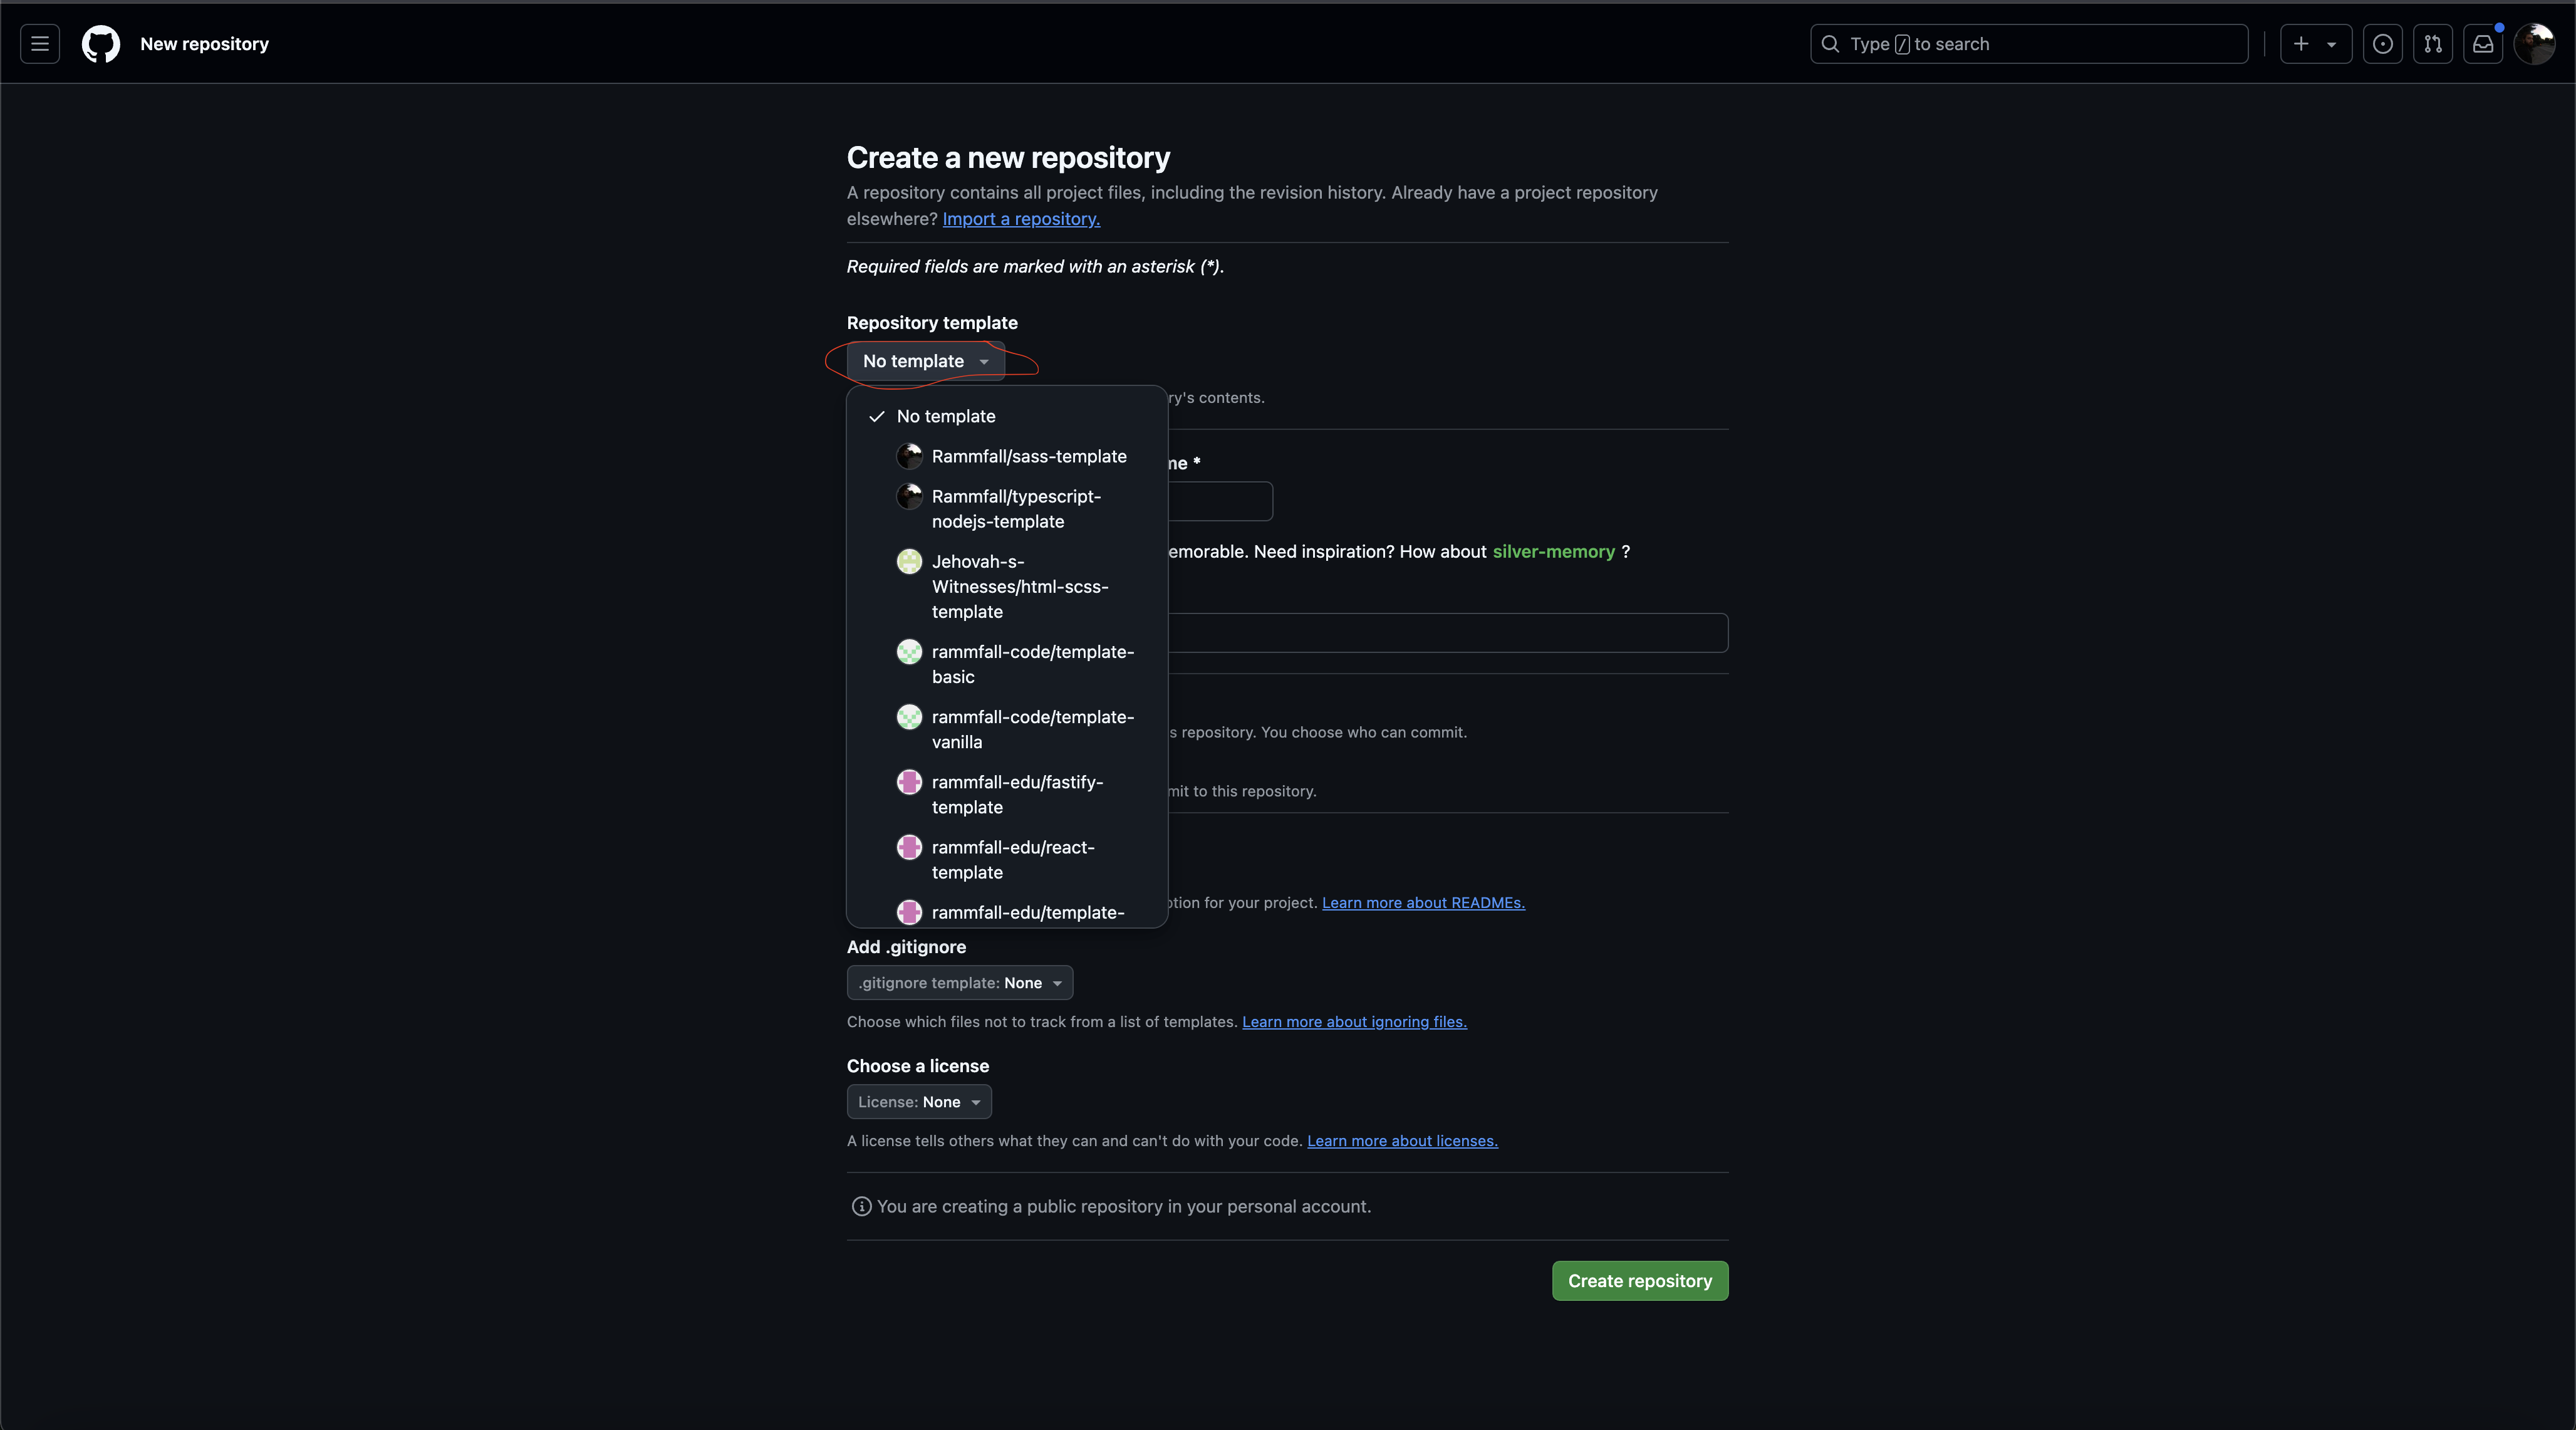 New repository
Type / to search
Create a new repository
A repository contains all project files, including the revision history. Already have a project repository
elsewhere? Import a repository.
Required fields are marked with an asterisk (*).
Repository template
No template
ry's contents.
No template
Rammfall/sass-template
Rammfall/typescript-
nodejs-template
Jehovah-s-
Witnesses/html-scss-
template
rammfall-code/template-
basic
rammfall-code/template-
vanilla
rammfall-edu/fastify-
template
rammfall-edu/react-
template
rammfall-edu/template-
me *
emorable. Need inspiration? How about silver-memory ?
s repository. You choose who can commit.
mit to this repository.
ption for your project. Learn more about READMEs.
Add .gitignore
.gitignore template: None
Choose which files not to track from a list of templates. Learn more about ignoring files.
Choose a license
License: None
A license tells others what they can and can't do with your code. Learn more about licenses.
You are creating a public repository in your personal account.
Create repository